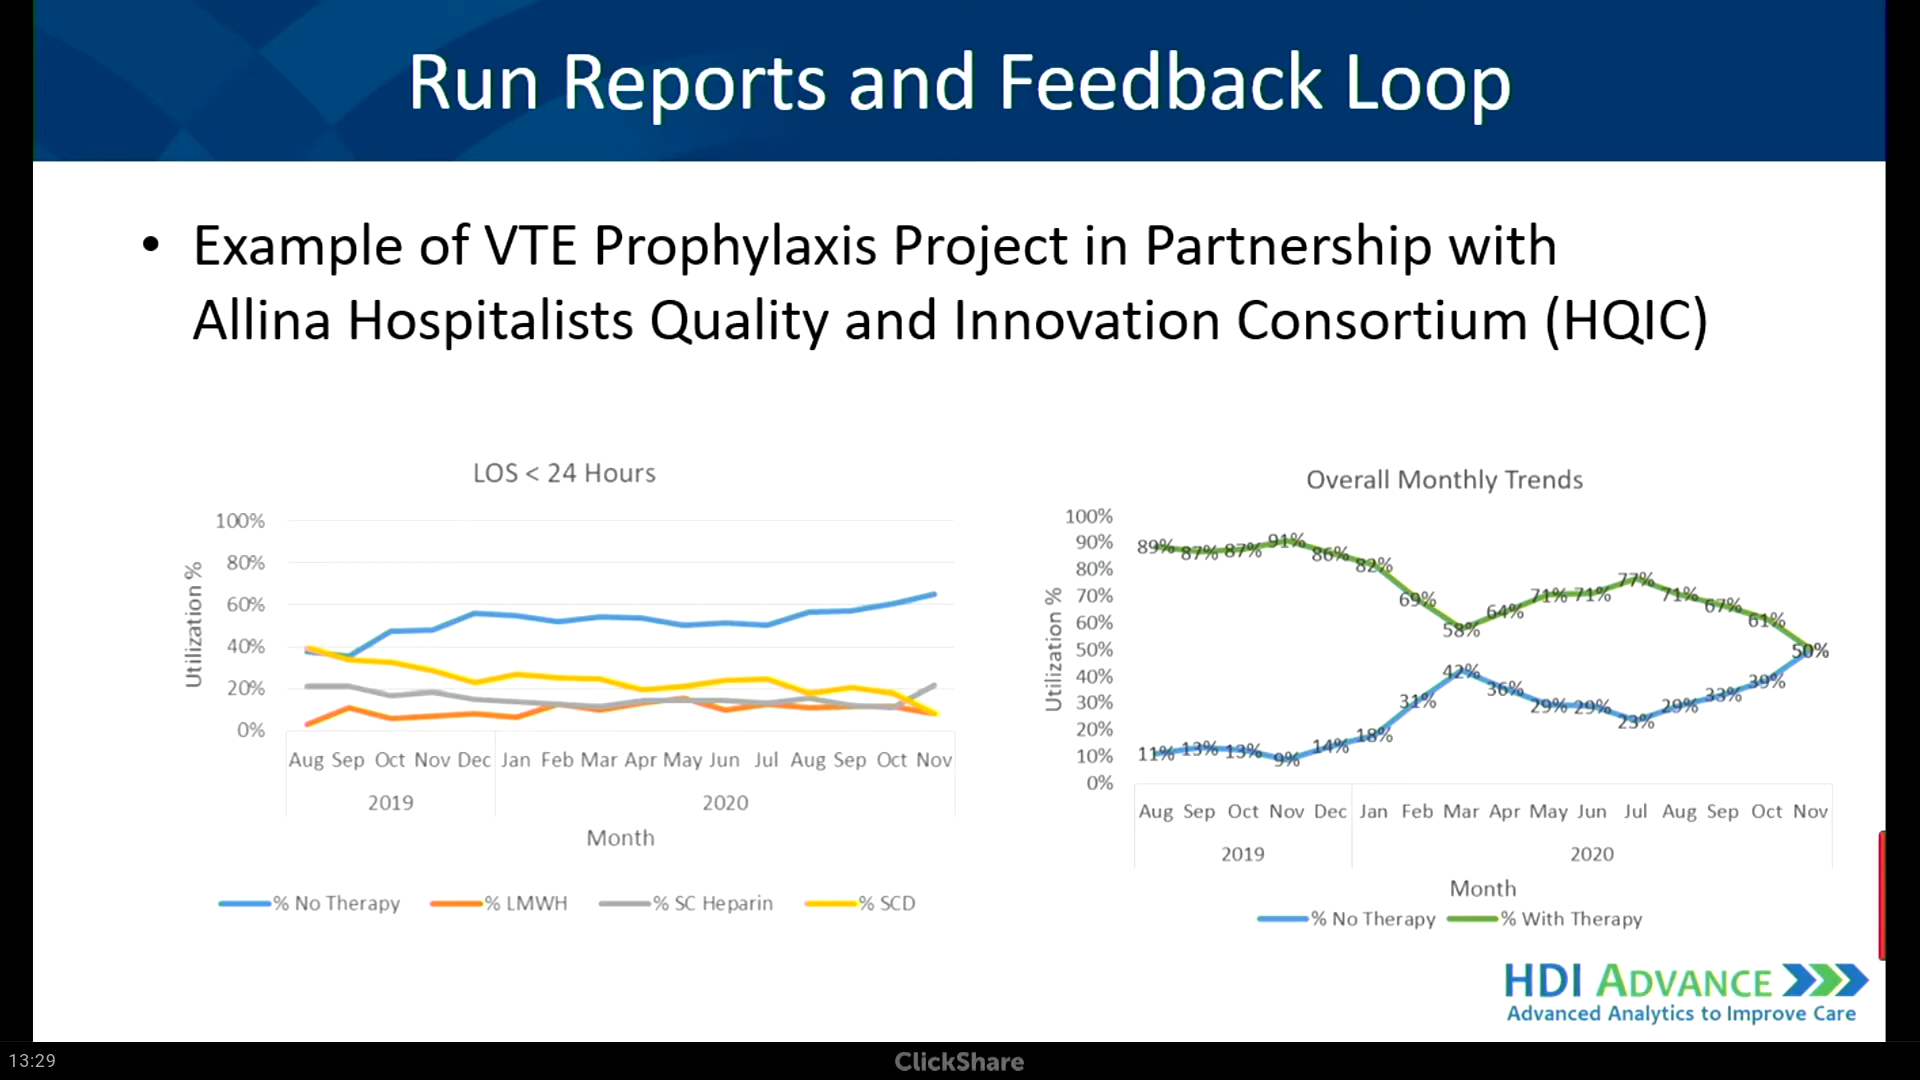 Run Reports and Feedback Loop
• Example of VTE Prophylaxis Project in Partnership with
Allina Hospitalists Quality and Innovation Consortium (HQIC)
LOS < 24 Hours
Utilization %
100%
80%
60%
40%
20%
0%
Aug Sep Oct Nov Dec Jan Feb Mar Apr May Jun Jul Aug Sep Oct Nov
2019 2020
Month
% No Therapy % LMWH % SC Heparin % SCD
Overall Monthly Trends
Utilization %
100%
90%
80%
70%
60%
50%
40%
30%
20%
10%
0%
89% 87% 87% 91% 86% 82% 69% 58% 64% 71% 71% 77% 71% 67% 61% 50%
11% 13% 13% 9% 14% 18% 31% 42% 36% 29% 29% 23% 29% 33% 39%
Aug Sep Oct Nov Dec Jan Feb Mar Apr May Jun Jul Aug Sep Oct Nov
2019 2020
Month
% No Therapy % With Therapy
HDI ADVANCE
Advanced Analytics to Improve Care
13:29
ClickShare